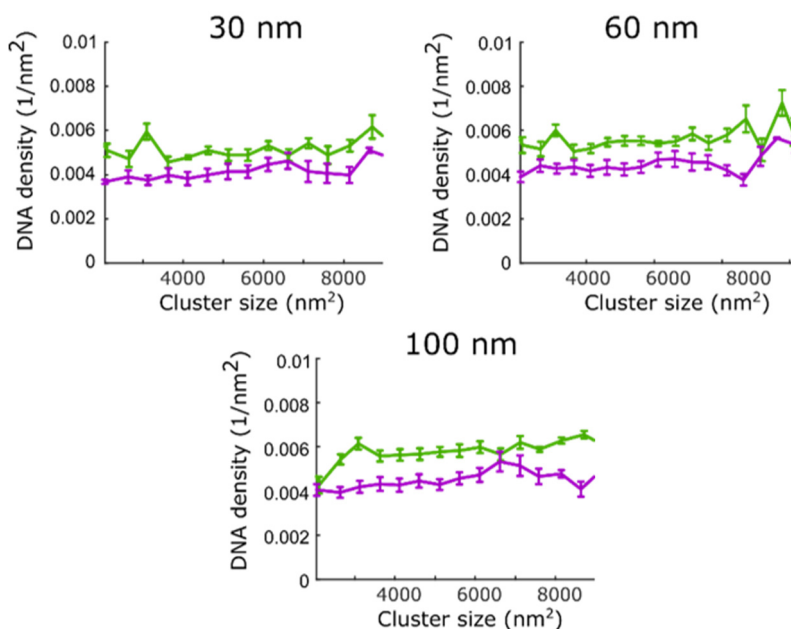 30 nm
DNA density (1/nm²)
0.01
0.008
0.006
0.004
0.002
0
4000 6000 8000
Cluster size (nm²)
60 nm
DNA density (1/nm²)
0.01
0.008
0.006
0.004
0.002
0
4000 6000 8000
Cluster size (nm²)
100 nm
DNA density (1/nm²)
0.01
0.008
0.006
0.004
0.002
0
4000 6000 8000
Cluster size (nm²)